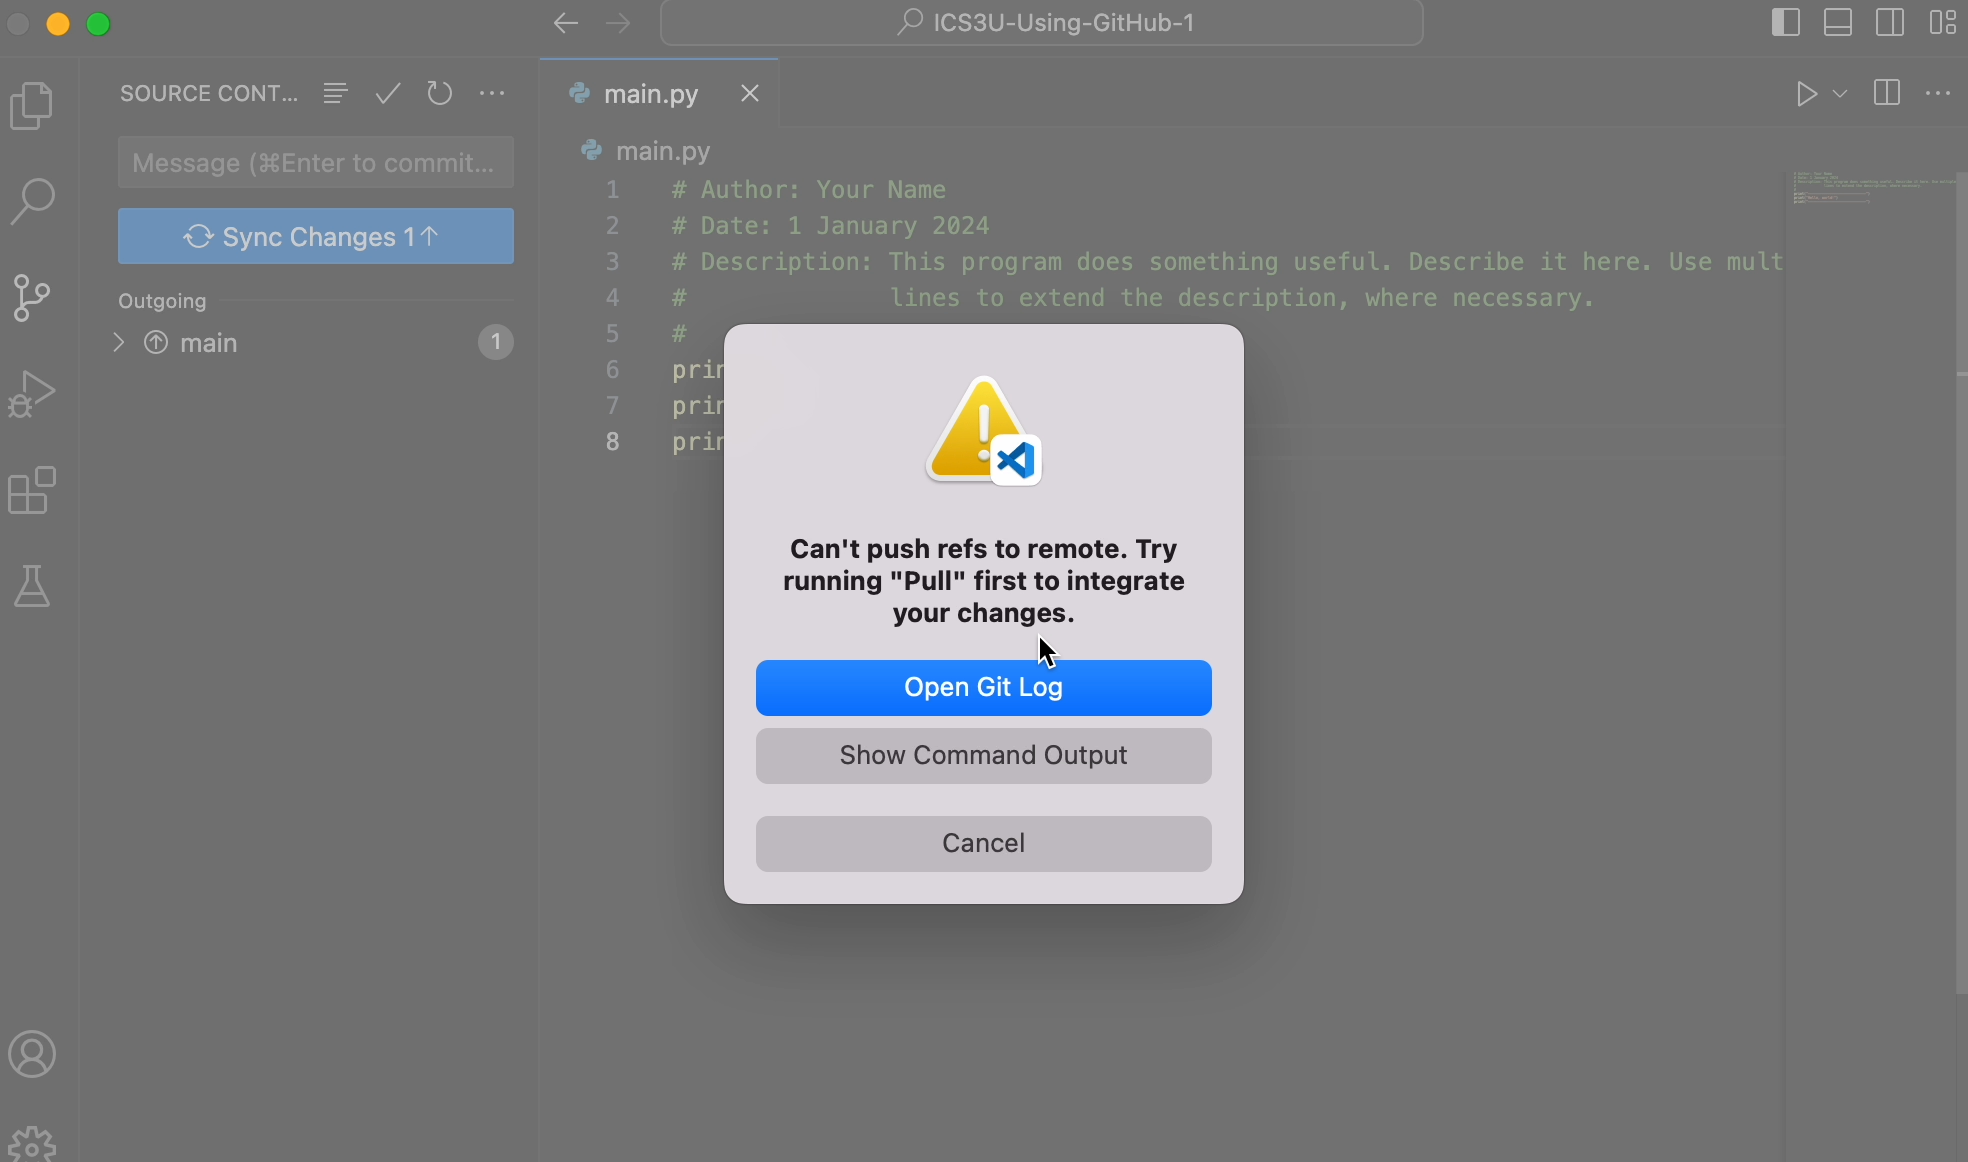 ICS3U-Using-GitHub-1
SOURCE CONT...
Message (⌘Enter to commit...
Sync Changes 1↑
Outgoing
main
1
main.py
main.py
1 # Author: Your Name
2 # Date: 1 January 2024
3 # Description: This program does something useful. Describe it here. Use mult
4 # lines to extend the description, where necessary.
5 #
6 prin
7 prin
8 prin
Can't push refs to remote. Try
running "Pull" first to integrate
your changes.
Open Git Log
Show Command Output
Cancel